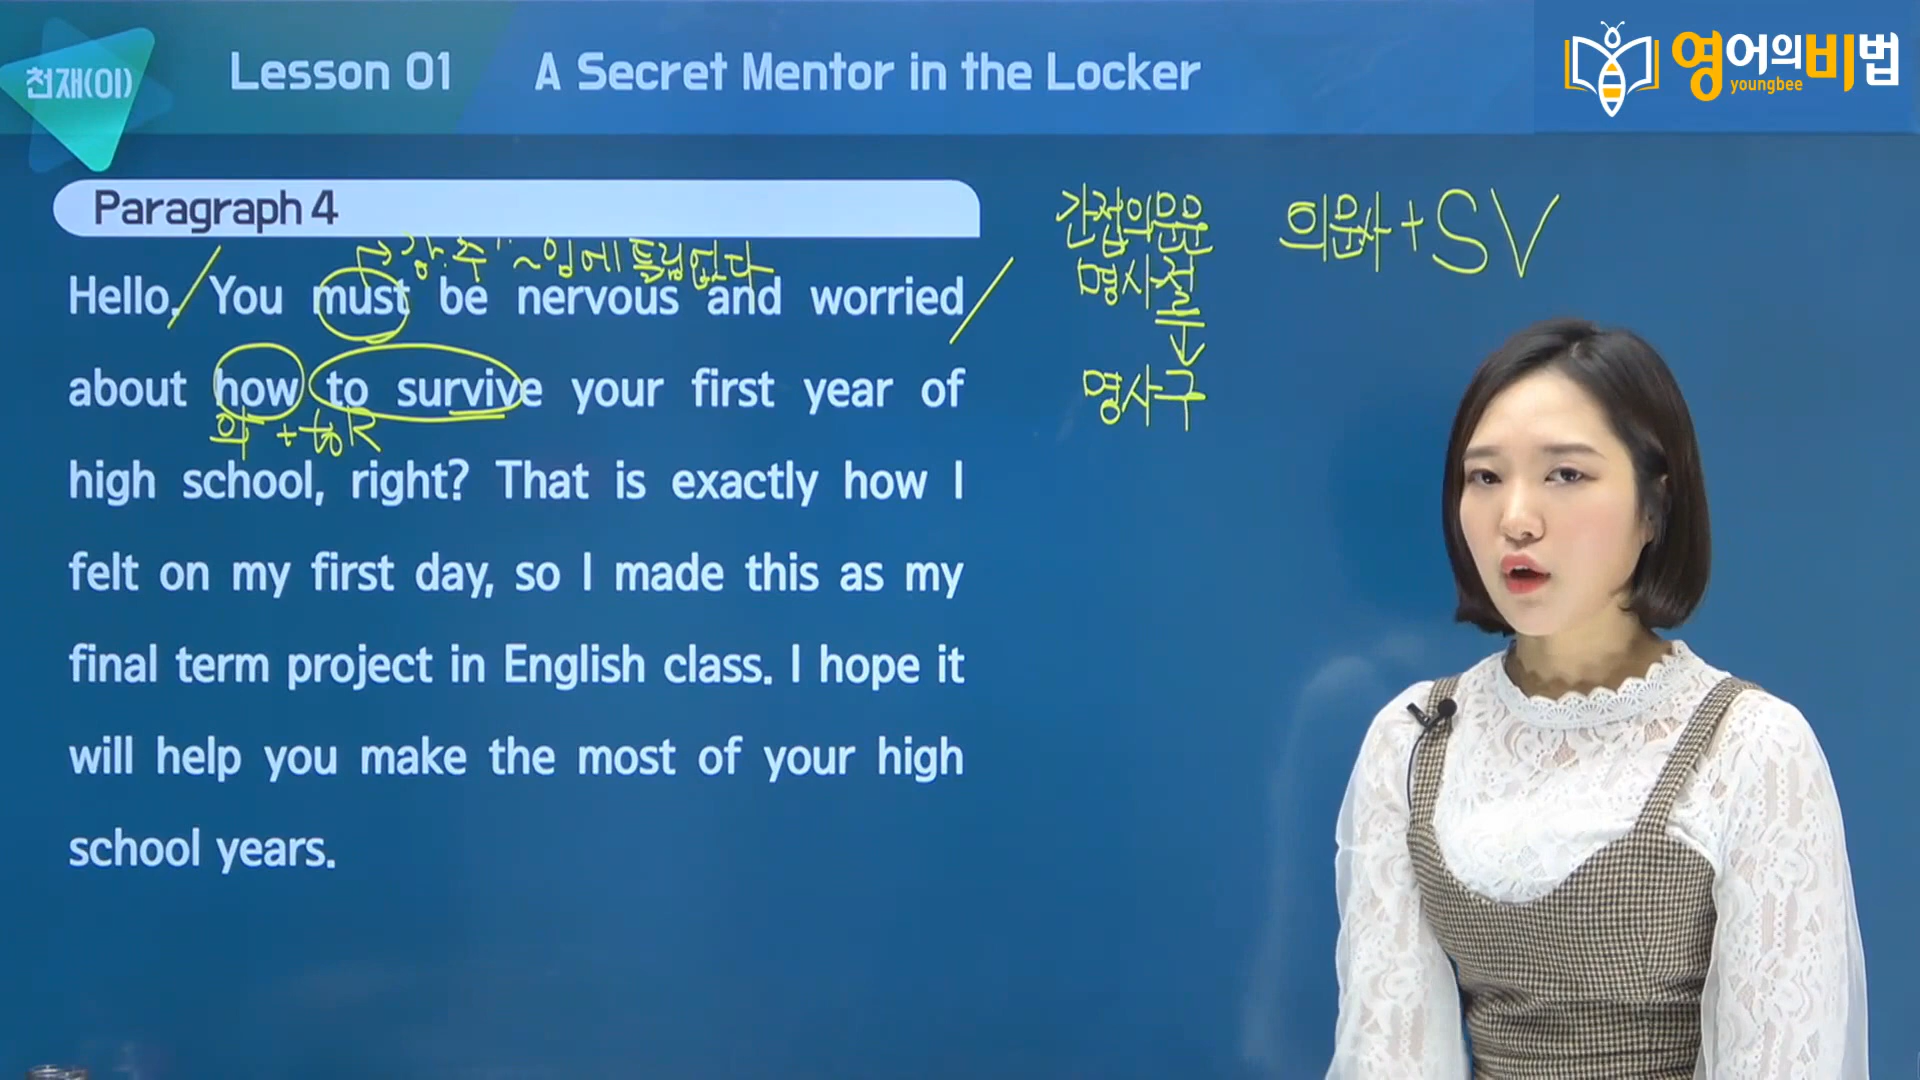 천재(이)
Lesson 01 A Secret Mentor in the Locker
영어의비법
youngbee
Paragraph 4
간접의문문 의문사 + SV
명사절
↓
명사구
→ 강.추 ~임에 틀림없다
Hello, You must be nervous and worried
about how to survive your first year of
의 + to R
high school, right? That is exactly how I
felt on my first day, so I made this as my
final term project in English class. I hope it
will help you make the most of your high
school years.